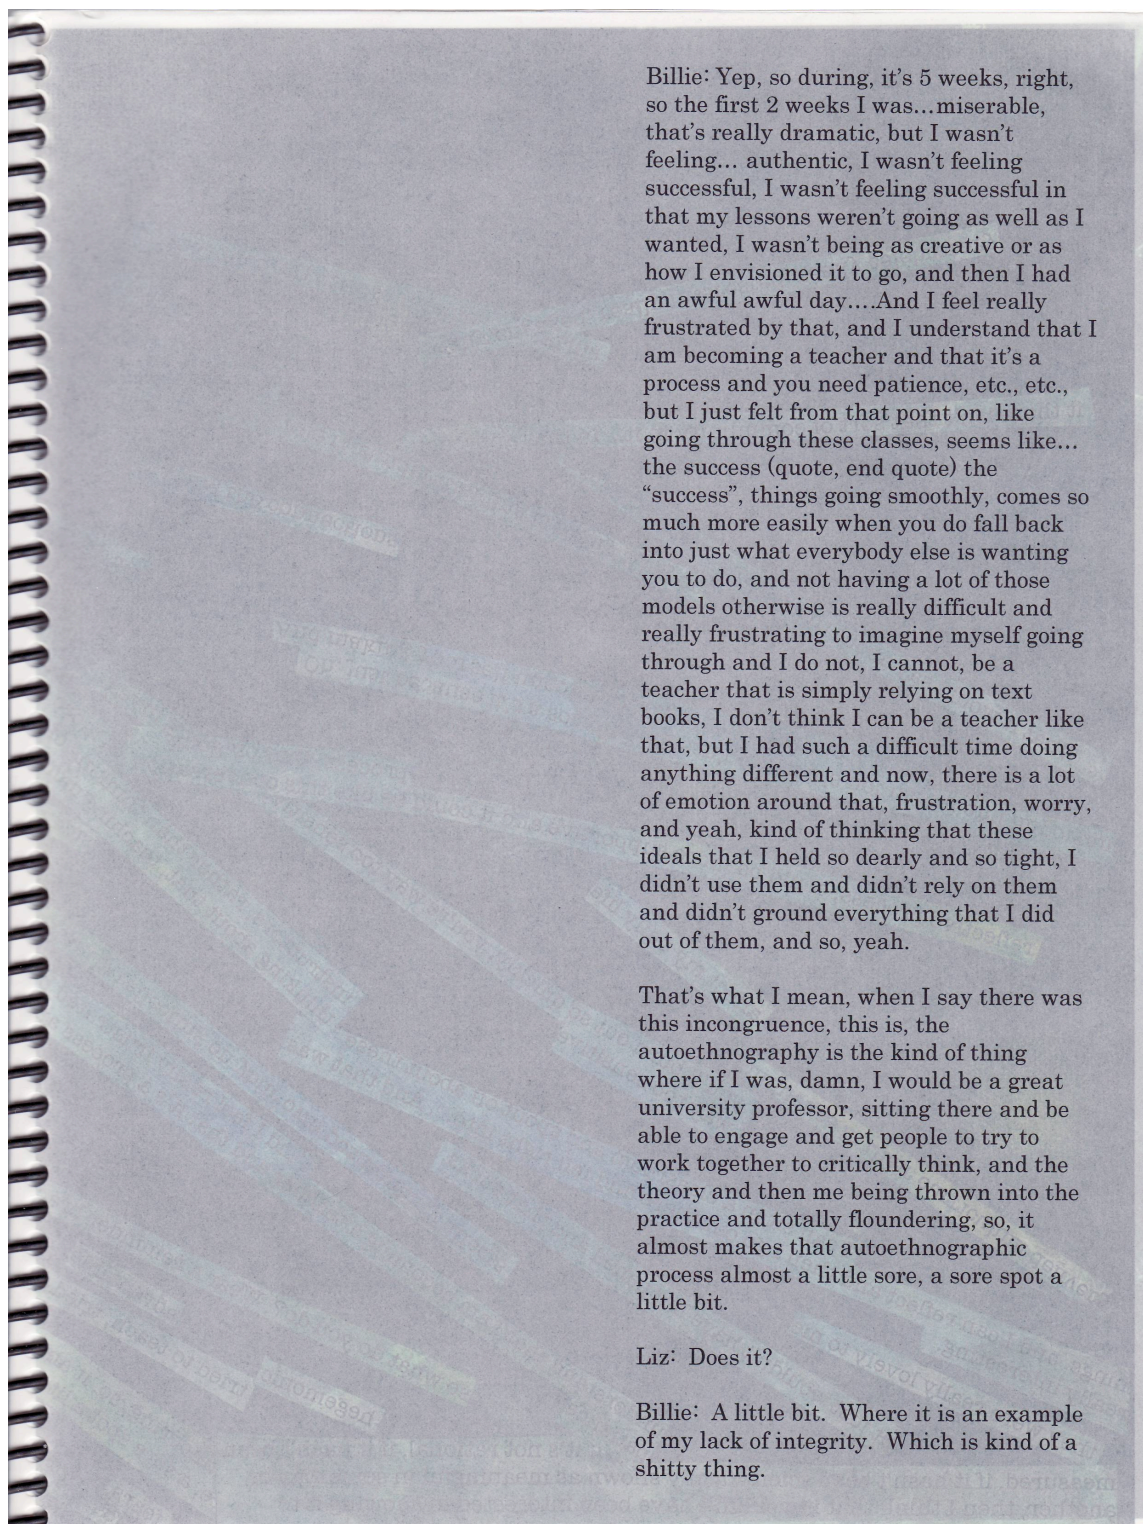 Billie: Yep, so during, it's 5 weeks, right,
so the first 2 weeks I was...miserable,
that's really dramatic, but I wasn't
feeling... authentic, I wasn't feeling
successful, I wasn't feeling successful in
that my lessons weren't going as well as I
wanted, I wasn't being as creative or as
how I envisioned it to go, and then I had
an awful awful day....And I feel really
frustrated by that, and I understand that I
am becoming a teacher and that it's a
process and you need patience, etc., etc.,
but I just felt from that point on, like
going through these classes, seems like...
the success (quote, end quote) the
“success”, things going smoothly, comes so
much more easily when you do fall back
into just what everybody else is wanting
you to do, and not having a lot of those
models otherwise is really difficult and
really frustrating to imagine myself going
through and I do not, I cannot, be a
teacher that is simply relying on text
books, I don't think I can be a teacher like
that, but I had such a difficult time doing
anything different and now, there is a lot
of emotion around that, frustration, worry,
and yeah, kind of thinking that these
ideals that I held so dearly and so tight, I
didn't use them and didn't rely on them
and didn't ground everything that I did
out of them, and so, yeah.

That's what I mean, when I say there was
this incongruence, this is, the
autoethnography is the kind of thing
where if I was, damn, I would be a great
university professor, sitting there and be
able to engage and get people to try to
work together to critically think, and the
theory and then me being thrown into the
practice and totally floundering, so, it
almost makes that autoethnographic
process almost a little sore, a sore spot a
little bit.

Liz:  Does it?

Billie:  A little bit.  Where it is an example
of my lack of integrity.  Which is kind of a
shitty thing.